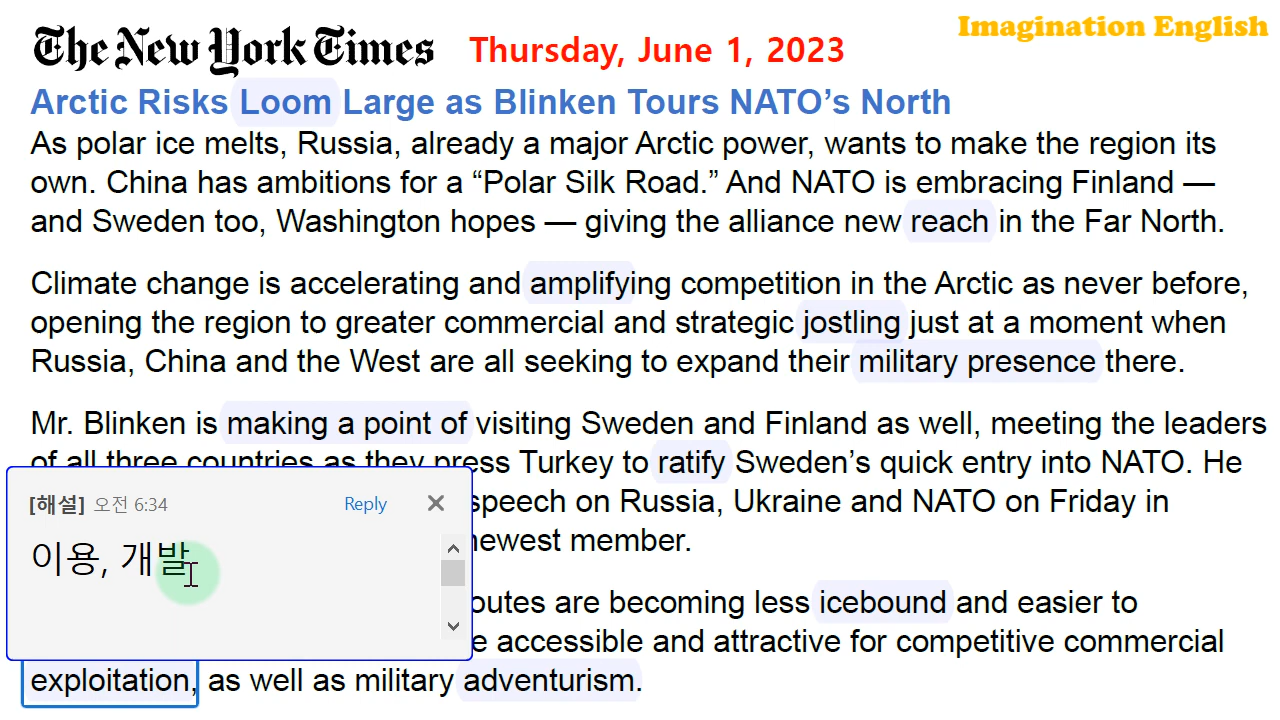 The New York Times Thursday, June 1, 2023 Imagination English
Arctic Risks Loom Large as Blinken Tours NATO’s North
As polar ice melts, Russia, already a major Arctic power, wants to make the region its
own. China has ambitions for a “Polar Silk Road.” And NATO is embracing Finland —
and Sweden too, Washington hopes — giving the alliance new reach in the Far North.
Climate change is accelerating and amplifying competition in the Arctic as never before,
opening the region to greater commercial and strategic jostling just at a moment when
Russia, China and the West are all seeking to expand their military presence there.
Mr. Blinken is making a point of visiting Sweden and Finland as well, meeting the leaders
of all three countries as they press Turkey to ratify Sweden’s quick entry into NATO. He
speech on Russia, Ukraine and NATO on Friday in
newest member.
[해설] 오전 6:34 Reply
이용, 개발
are becoming less icebound and easier to
accessible and attractive for competitive commercial
exploitation, as well as military adventurism.